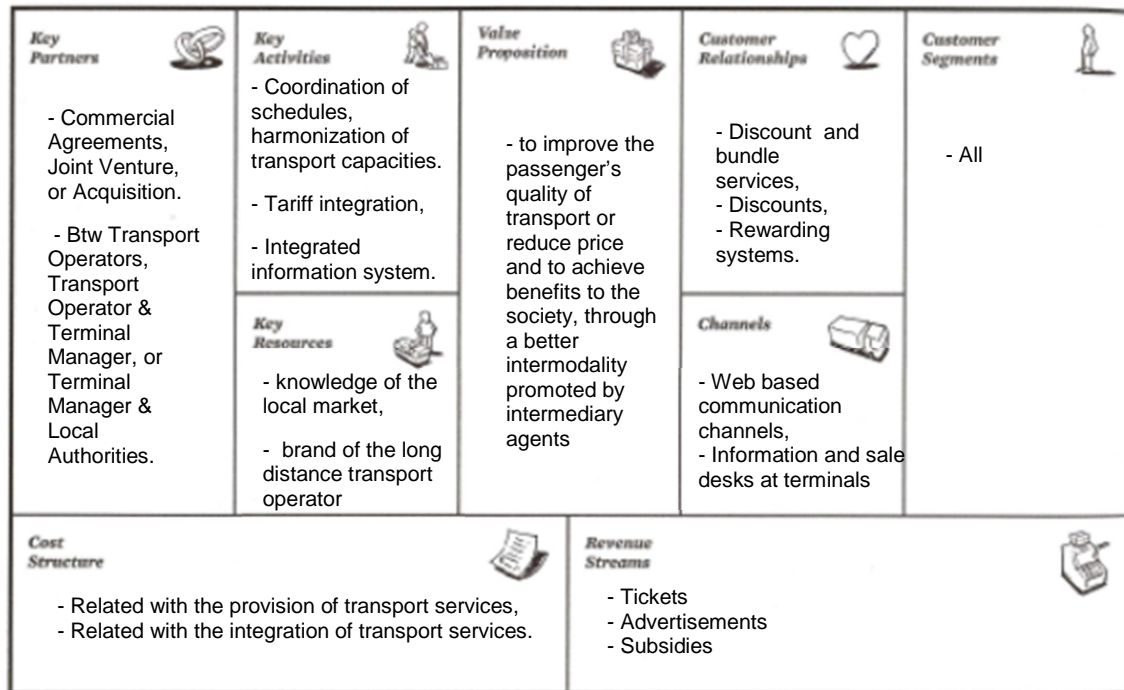 Key
Partners
- Commercial
Agreements,
Joint Venture,
or Acquisition.
- Btw Transport
Operators,
Transport
Operator &
Terminal
Manager, or
Terminal
Manager &
Local
Authorities.
Key
Activities
- Coordination of
schedules,
harmonization of
transport capacities.
- Tariff integration,
- Integrated
information system.
Key
Resources
- knowledge of the
local market,
- brand of the long
distance transport
operator
Value
Proposition
- to improve the
passenger’s
quality of
transport or
reduce price
and to achieve
benefits to the
society, through
a better
intermodality
promoted by
intermediary
agents
Customer
Relationships
- Discount and
bundle
services,
- Discounts,
- Rewarding
systems.
Channels
- Web based
communication
channels,
- Information and sale
desks at terminals
Customer
Segments
- All
Cost
Structure
- Related with the provision of transport services,
- Related with the integration of transport services.
Revenue
Streams
- Tickets
- Advertisements
- Subsidies